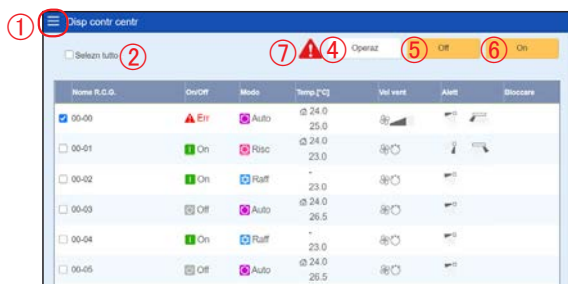 ① Disp contr centr
Selezn tutto ② ⑦ ④ Operaz ⑤ Off ⑥ On
Nome R.C.G. On/Off Modo Temp.[°C] Vel vent Alett Bloccare
00-00 Err Auto 24.0
25.0
00-01 On Risc 24.0
23.0
00-02 On Raff -
23.0
00-03 Off Auto 24.0
26.5
00-04 On Raff -
23.0
00-05 Off Auto 24.0
26.5